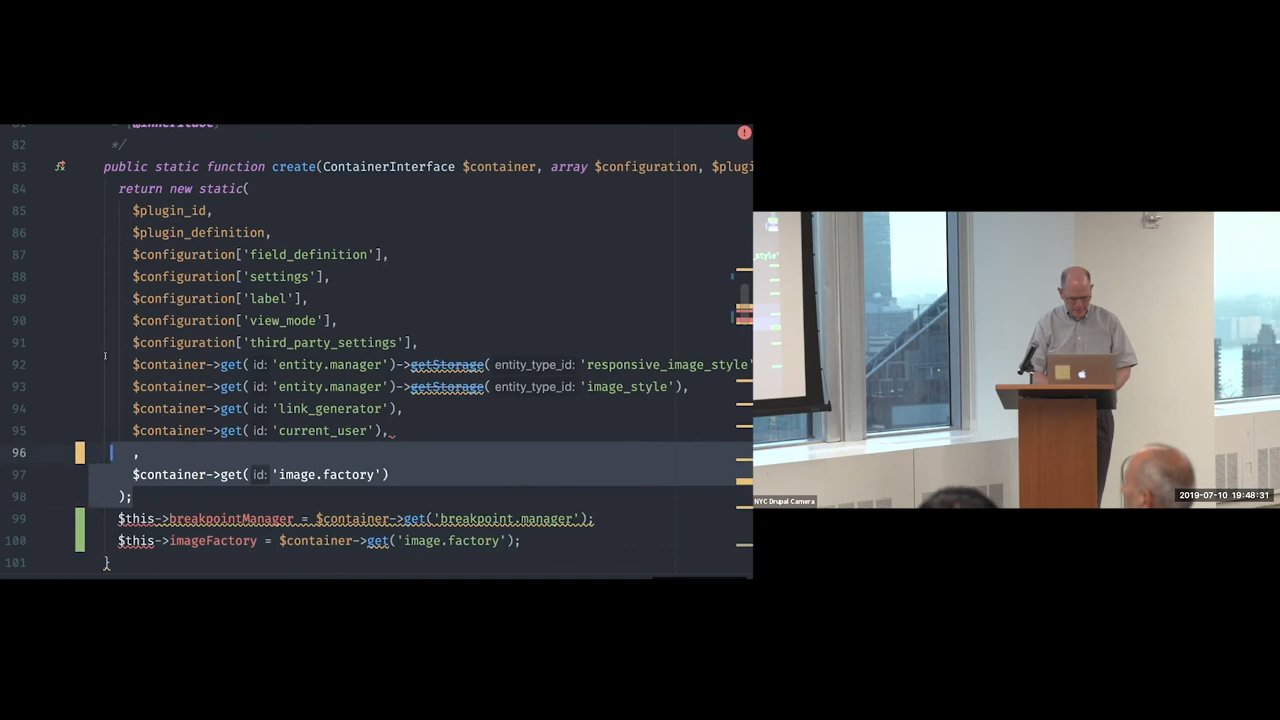 82 */
83 public static function create(ContainerInterface $container, array $configuration, $plugi
84 return new static(
85 $plugin_id,
86 $plugin_definition,
87 $configuration['field_definition'],
88 $configuration['settings'],
89 $configuration['label'],
90 $configuration['view_mode'],
91 $configuration['third_party_settings'],
92 $container->get( id: 'entity.manager')->getStorage( entity_type_id: 'responsive_image_style'
93 $container->get( id: 'entity.manager')->getStorage( entity_type_id: 'image_style'),
94 $container->get( id: 'link_generator'),
95 $container->get( id: 'current_user'),
96 ,
97 $container->get( id: 'image.factory')
98 );
99 $this->breakpointManager = $container->get('breakpoint.manager');
100 $this->imageFactory = $container->get('image.factory');
101 }
_style'
NYC Drupal Camera
2019-07-10 19:48:31